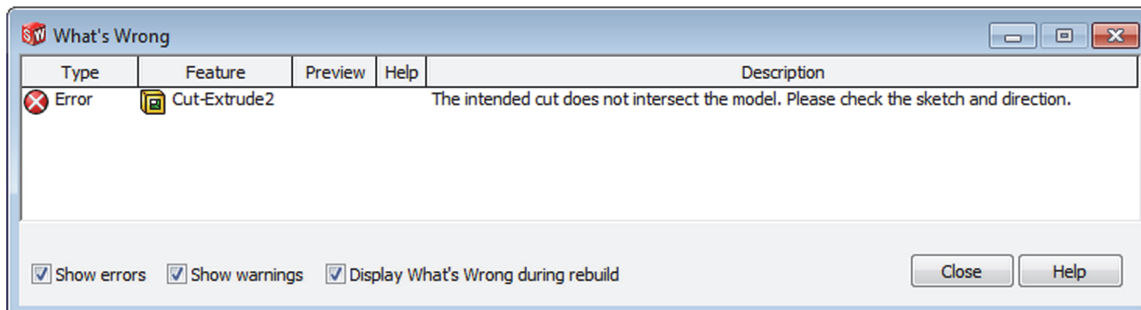 What's Wrong
Type Feature Preview Help Description
Error Cut-Extrude2 The intended cut does not intersect the model. Please check the sketch and direction.
Show errors Show warnings Display What's Wrong during rebuild Close Help